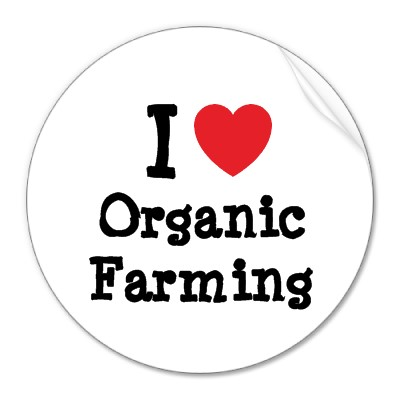 I ❤
Organic
Farming